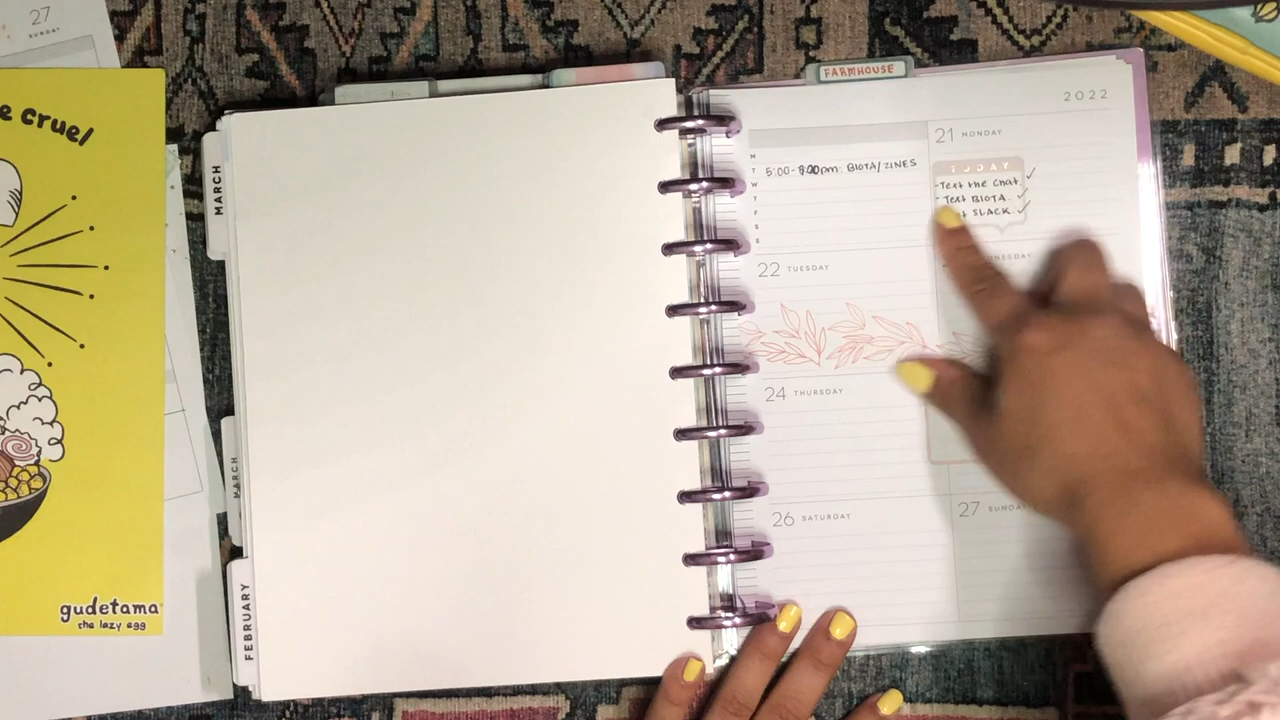 27
SUNDAY
e cruel
gudetama
the lazy egg
MARCH
MARCH
FEBRUARY
FARMHOUSE
2022
M
T
W
T
F
S
S
5:00-8:00pm: BIOTA/ZINES
21 MONDAY
TODAY
-Text the chat. ✓
-Text BIOTA. ✓
SLACK ✓
22 TUESDAY
24 THURSDAY
26 SATURDAY
27 SUNDAY